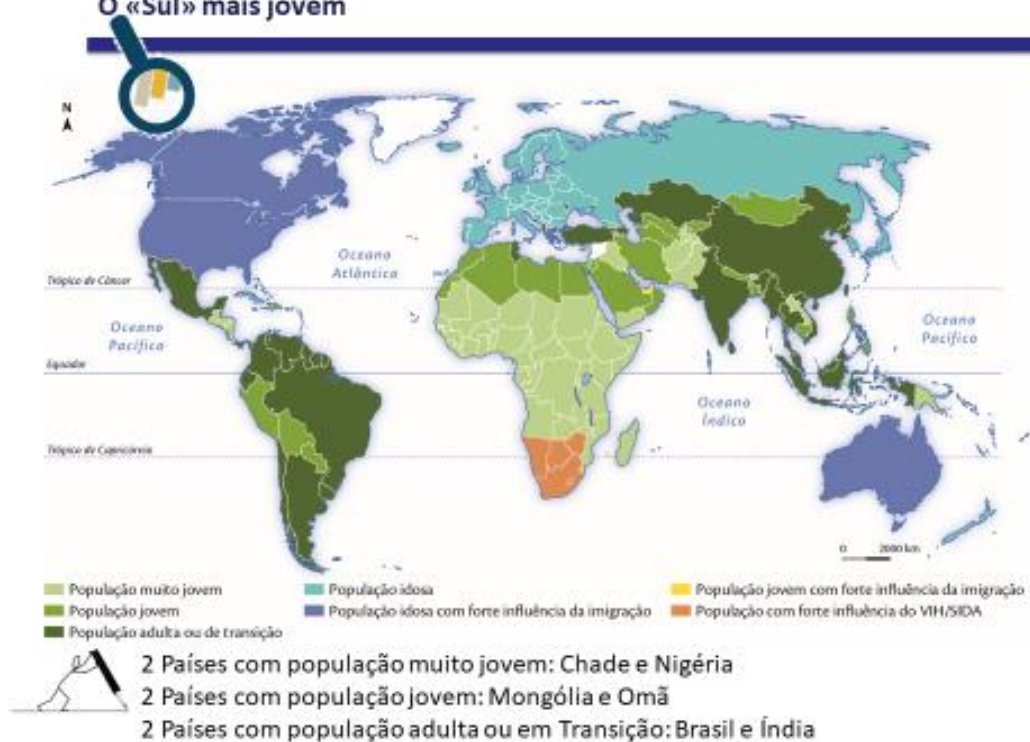 O «Sul» mais jovem
N
Oceano
Atlântico
Trópico de Câncer
Oceano
Pacífico
Oceano
Pacífico
Equador
Oceano
Índico
Trópico de Capricórnio
0 2000 km
População muito jovem
População idosa
População jovem com forte influência da imigração
População jovem
População idosa com forte influência da imigração
População com forte influência do VIH/SIDA
População adulta ou de transição
2 Países com população muito jovem: Chade e Nigéria
2 Países com população jovem: Mongólia e Omã
2 Países com população adulta ou em Transição: Brasil e Índia